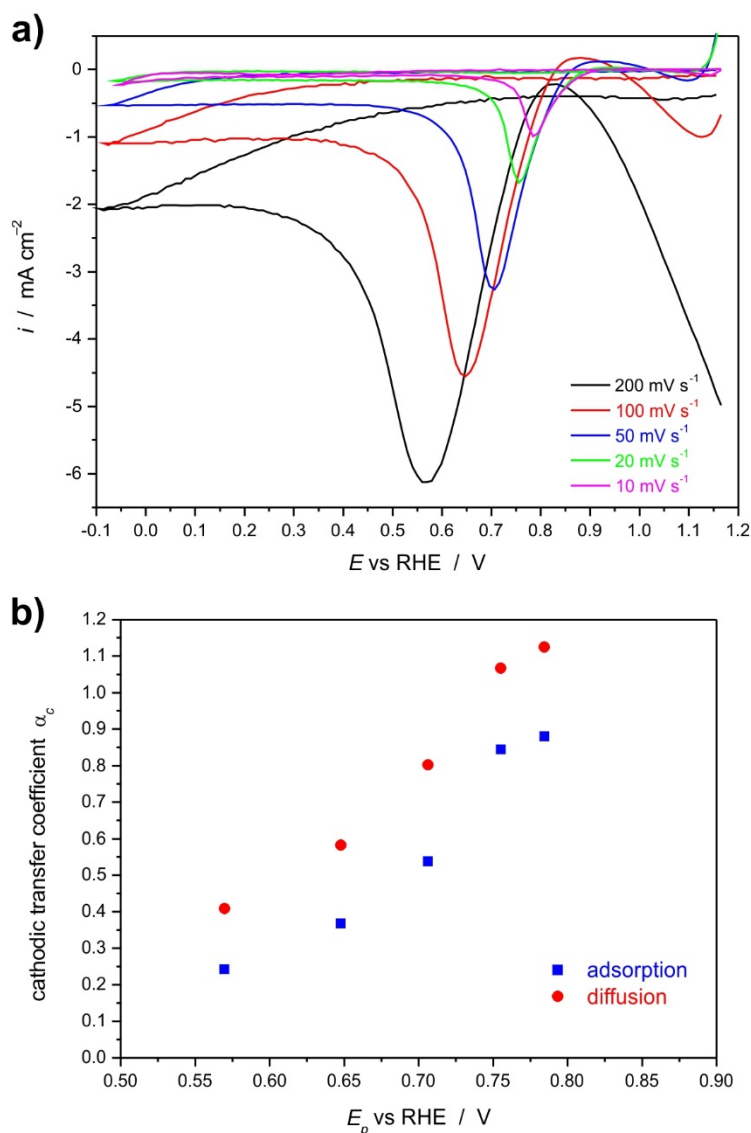 a)
0
-1
-2
-3
-4
-5
-6
i / mA cm⁻²
200 mV s⁻¹
100 mV s⁻¹
50 mV s⁻¹
20 mV s⁻¹
10 mV s⁻¹
-0.1 0.0 0.1 0.2 0.3 0.4 0.5 0.6 0.7 0.8 0.9 1.0 1.1 1.2
E vs RHE / V
b)
1.2
1.1
1.0
0.9
0.8
0.7
0.6
0.5
0.4
0.3
0.2
0.1
0.0
cathodic transfer coefficient αc
adsorption
diffusion
0.50 0.55 0.60 0.65 0.70 0.75 0.80 0.85 0.90
Ep vs RHE / V